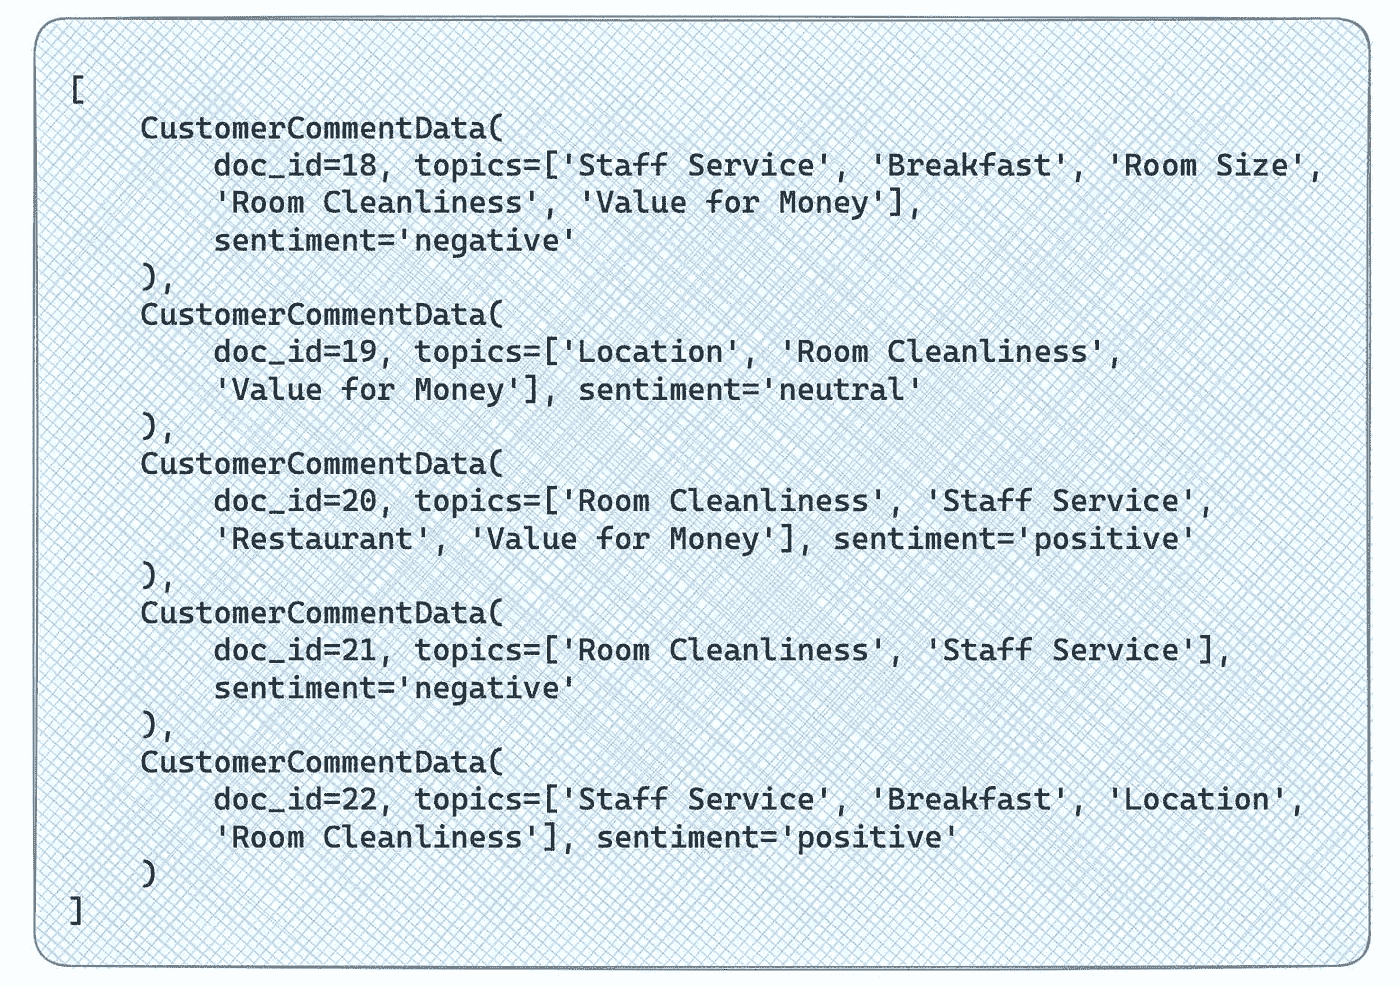 [
    CustomerCommentData(
        doc_id=18, topics=['Staff Service', 'Breakfast', 'Room Size',
        'Room Cleanliness', 'Value for Money'],
        sentiment='negative'
    ),
    CustomerCommentData(
        doc_id=19, topics=['Location', 'Room Cleanliness',
        'Value for Money'], sentiment='neutral'
    ),
    CustomerCommentData(
        doc_id=20, topics=['Room Cleanliness', 'Staff Service',
        'Restaurant', 'Value for Money'], sentiment='positive'
    ),
    CustomerCommentData(
        doc_id=21, topics=['Room Cleanliness', 'Staff Service'],
        sentiment='negative'
    ),
    CustomerCommentData(
        doc_id=22, topics=['Staff Service', 'Breakfast', 'Location',
        'Room Cleanliness'], sentiment='positive'
    )
]